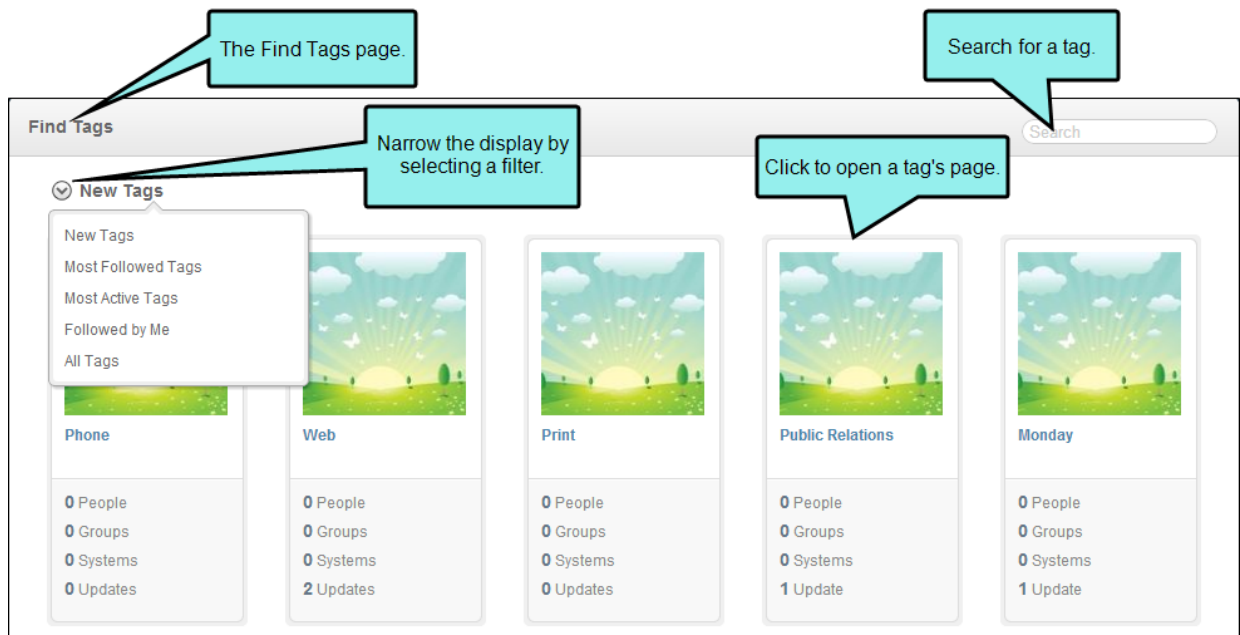 The Find Tags page.
Search for a tag.
Find Tags
Search
Narrow the display by
selecting a filter.
Click to open a tag's page.
New Tags
New Tags
Most Followed Tags
Most Active Tags
Followed by Me
All Tags
Phone
0 People
0 Groups
0 Systems
0 Updates
Web
0 People
0 Groups
0 Systems
2 Updates
Print
0 People
0 Groups
0 Systems
0 Updates
Public Relations
0 People
0 Groups
0 Systems
1 Update
Monday
0 People
0 Groups
0 Systems
1 Update